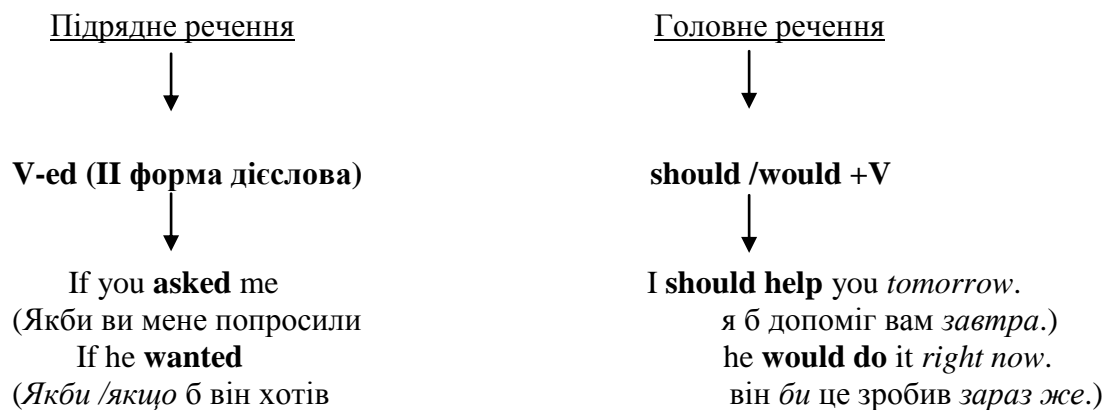 Підрядне речення Головне речення
V-ed (II форма дієслова) should /would +V
If you asked me I should help you tomorrow.
(Якби ви мене попросили я б допоміг вам завтра.)
If he wanted he would do it right now.
(Якби /якщо б він хотів він би це зробив зараз же.)